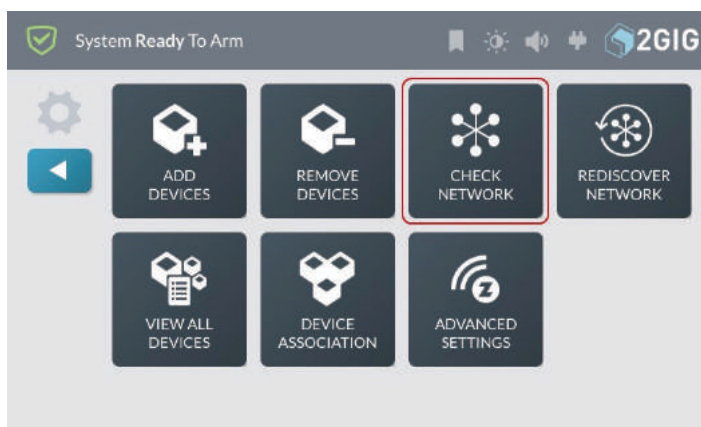 System Ready To Arm
2GIG
ADD
DEVICES
REMOVE
DEVICES
CHECK
NETWORK
REDISCOVER
NETWORK
VIEW ALL
DEVICES
DEVICE
ASSOCIATION
Z
ADVANCED
SETTINGS